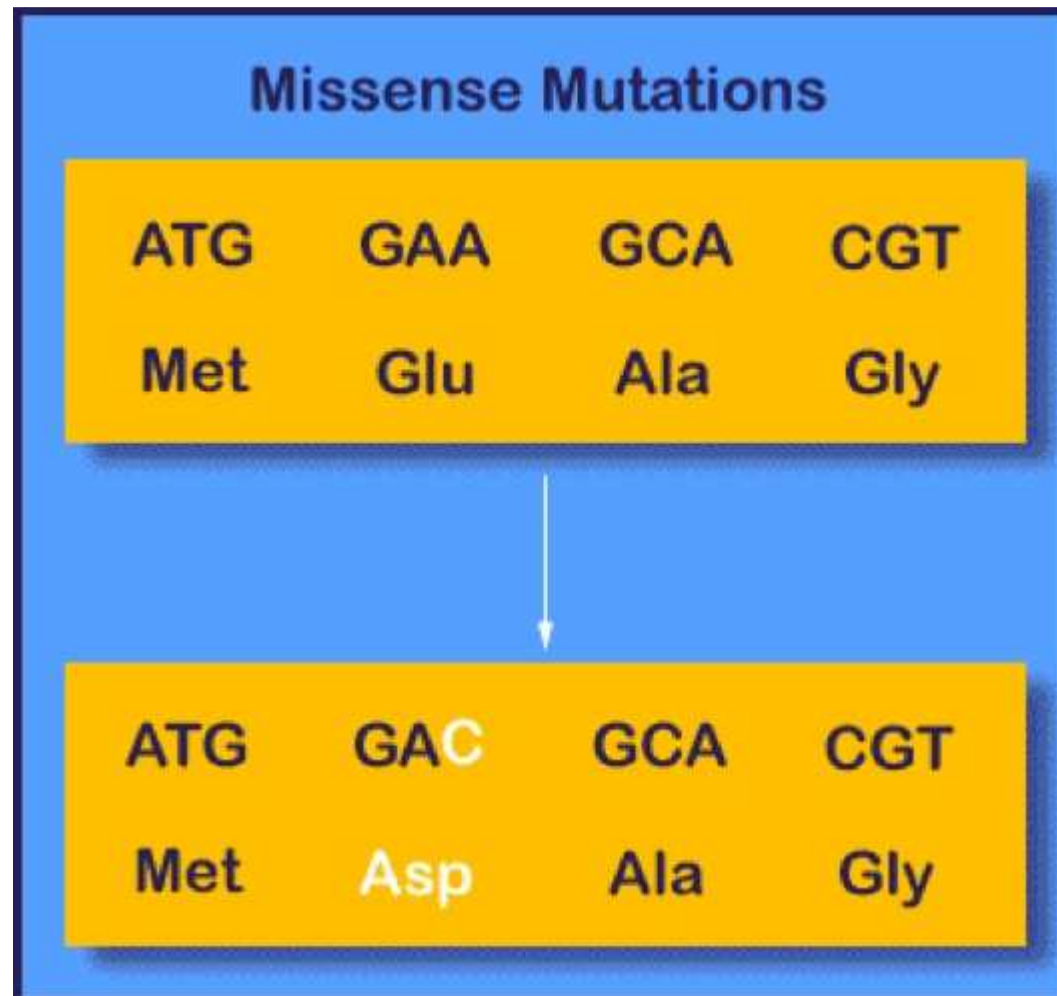 Missense Mutations
ATG GAA GCA CGT
Met Glu Ala Gly
ATG GAC GCA CGT
Met Asp Ala Gly